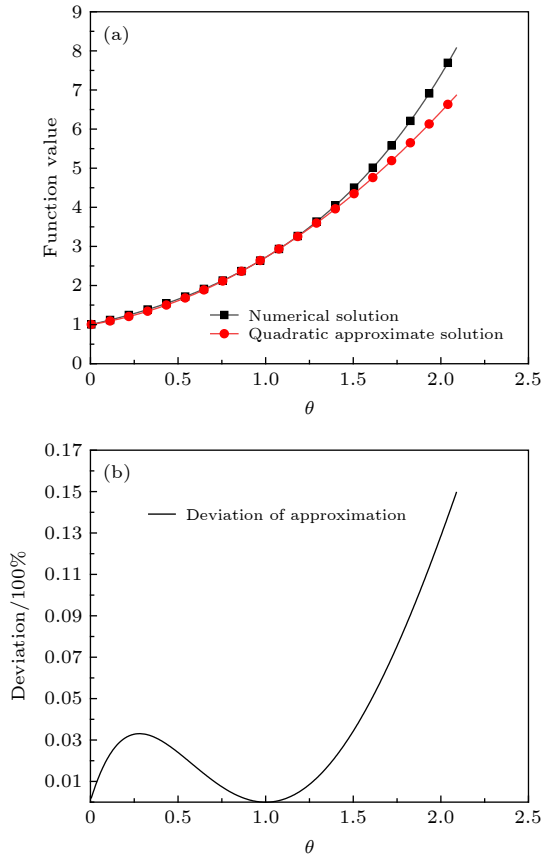 (a)
9
8
7
6
5
4
3
2
1
0
Function value
Numerical solution
Quadratic approximate solution
0 0.5 1.0 1.5 2.0 2.5
θ
(b)
0.17
0.15
0.13
0.11
0.09
0.07
0.05
0.03
0.01
Deviation/100%
Deviation of approximation
0 0.5 1.0 1.5 2.0 2.5
θ